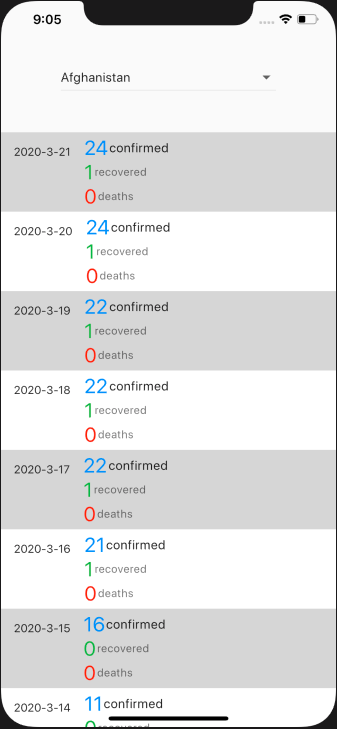 9:05
Afghanistan
2020-3-21 24 confirmed
1 recovered
0 deaths
2020-3-20 24 confirmed
1 recovered
0 deaths
2020-3-19 22 confirmed
1 recovered
0 deaths
2020-3-18 22 confirmed
1 recovered
0 deaths
2020-3-17 22 confirmed
1 recovered
0 deaths
2020-3-16 21 confirmed
1 recovered
0 deaths
2020-3-15 16 confirmed
0 recovered
0 deaths
2020-3-14 11 confirmed
0 recovered